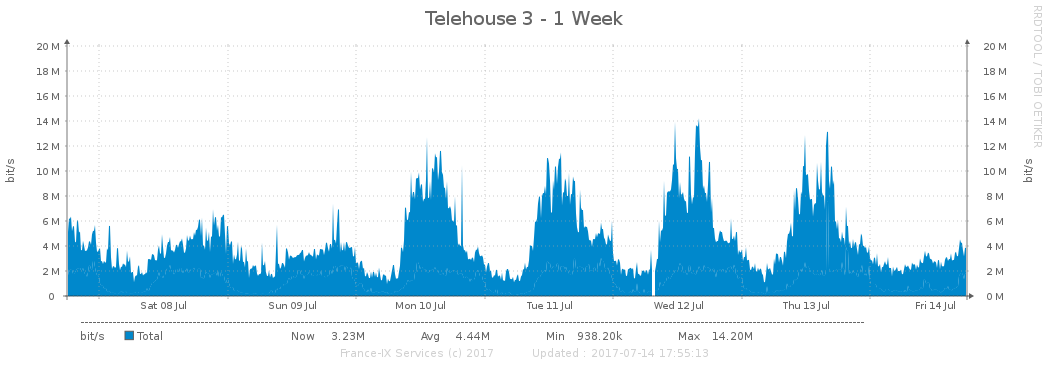 Telehouse 3 - 1 Week
RRDTOOL / TOBI OETIKER
20 M 20 M
18 M 18 M
16 M 16 M
14 M 14 M
12 M 12 M
10 M 10 M
8 M 8 M
6 M 6 M
4 M 4 M
2 M 2 M
0 0 M
bit/s
bit/s
Sat 08 Jul Sun 09 Jul Mon 10 Jul Tue 11 Jul Wed 12 Jul Thu 13 Jul Fri 14 Jul
bit/s Total Now 3.23M Avg 4.44M Min 938.20k Max 14.20M
France-IX Services (c) 2017 Updated : 2017-07-14 17:55:13